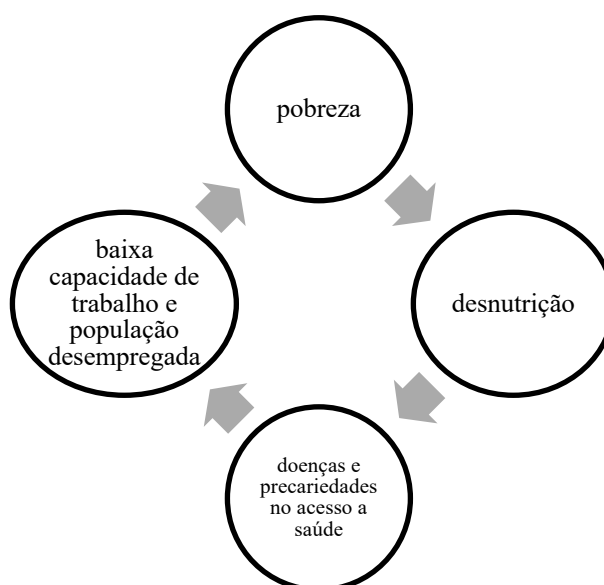 pobreza
desnutrição
doenças e
precariedades
no acesso a
saúde
baixa
capacidade de
trabalho e
população
desempregada